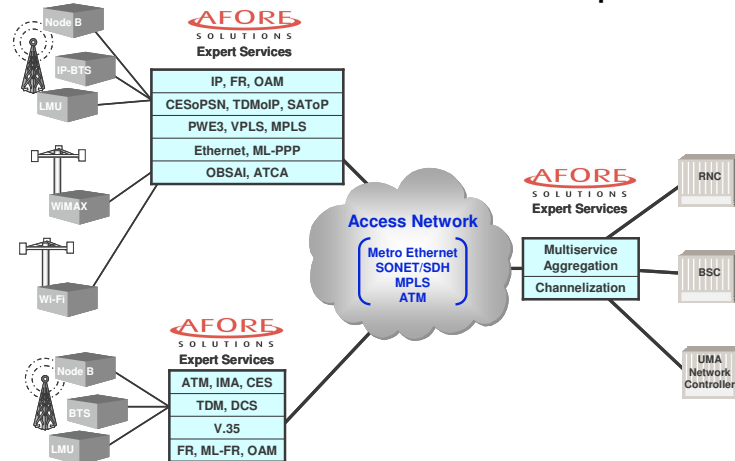 Node B
IP-BTS
LMU
WiMAX
Wi-Fi
AFORE
SOLUTIONS
Expert Services
IP, FR, OAM
CESoPSN, TDMoIP, SAToP
PWE3, VPLS, MPLS
Ethernet, ML-PPP
OBSAI, ATCA
Access Network
Metro Ethernet
SONET/SDH
MPLS
ATM
AFORE
SOLUTIONS
Expert Services
Multiservice
Aggregation
Channelization
RNC
BSC
UMA
Network
Controller
Node B
BTS
LMU
AFORE
SOLUTIONS
Expert Services
ATM, IMA, CES
TDM, DCS
V.35
FR, ML-FR, OAM